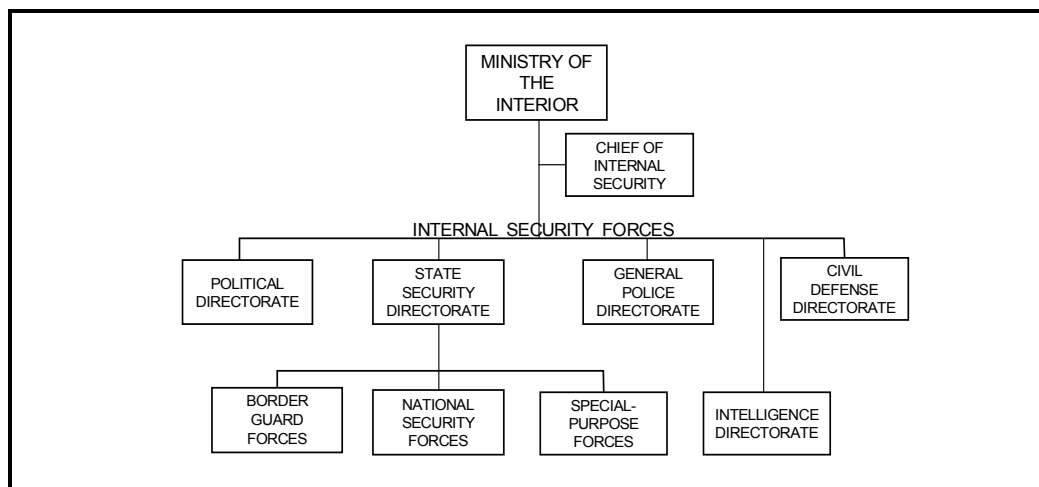 MINISTRY OF
THE
INTERIOR
CHIEF OF
INTERNAL
SECURITY
INTERNAL SECURITY FORCES
POLITICAL
DIRECTORATE
STATE
SECURITY
DIRECTORATE
GENERAL
POLICE
DIRECTORATE
CIVIL
DEFENSE
DIRECTORATE
BORDER
GUARD
FORCES
NATIONAL
SECURITY
FORCES
SPECIAL-
PURPOSE
FORCES
INTELLIGENCE
DIRECTORATE